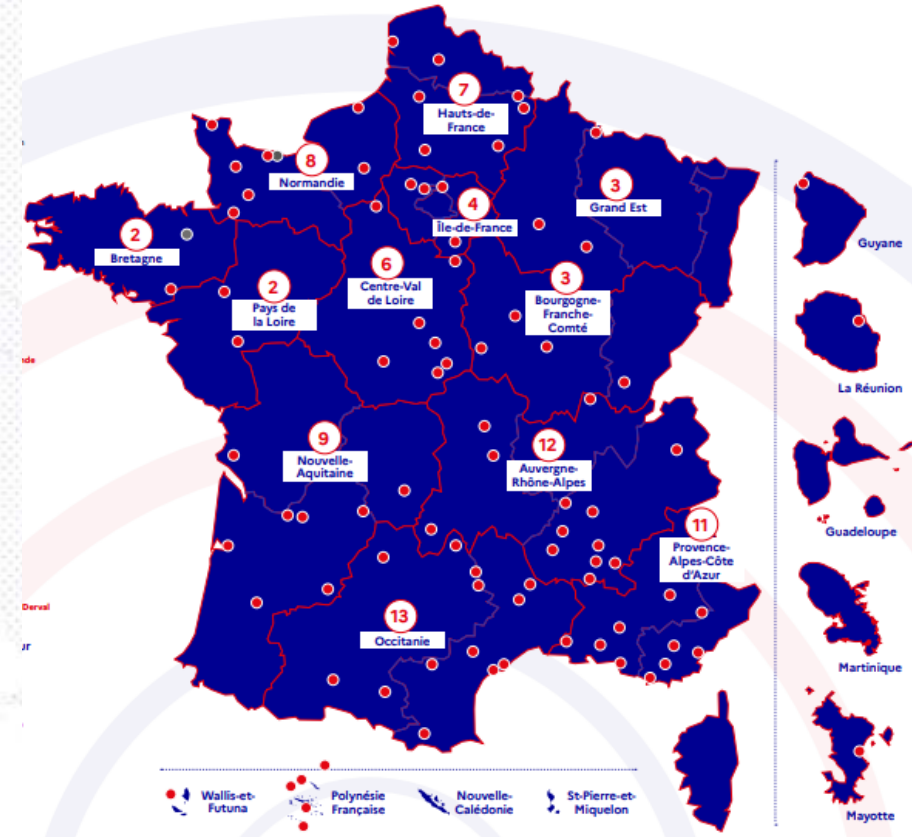 7
Hauts-de-
France
8
Normandie
3
Grand Est
4
Île-de-France
2
Bretagne
6
Centre-Val
de Loire
3
Bourgogne-
Franche-
Comté
2
Pays de
la Loire
nde
9
Nouvelle-
Aquitaine
12
Auvergne-
Rhône-Alpes
11
Provence-
Alpes-Côte
d'Azur
13
Occitanie
Derval
ur
Guyane
La Réunion
Guadeloupe
Martinique
Mayotte
Wallis-et-
Futuna
Polynésie
Française
Nouvelle-
Calédonie
St-Pierre-et-
Miquelon